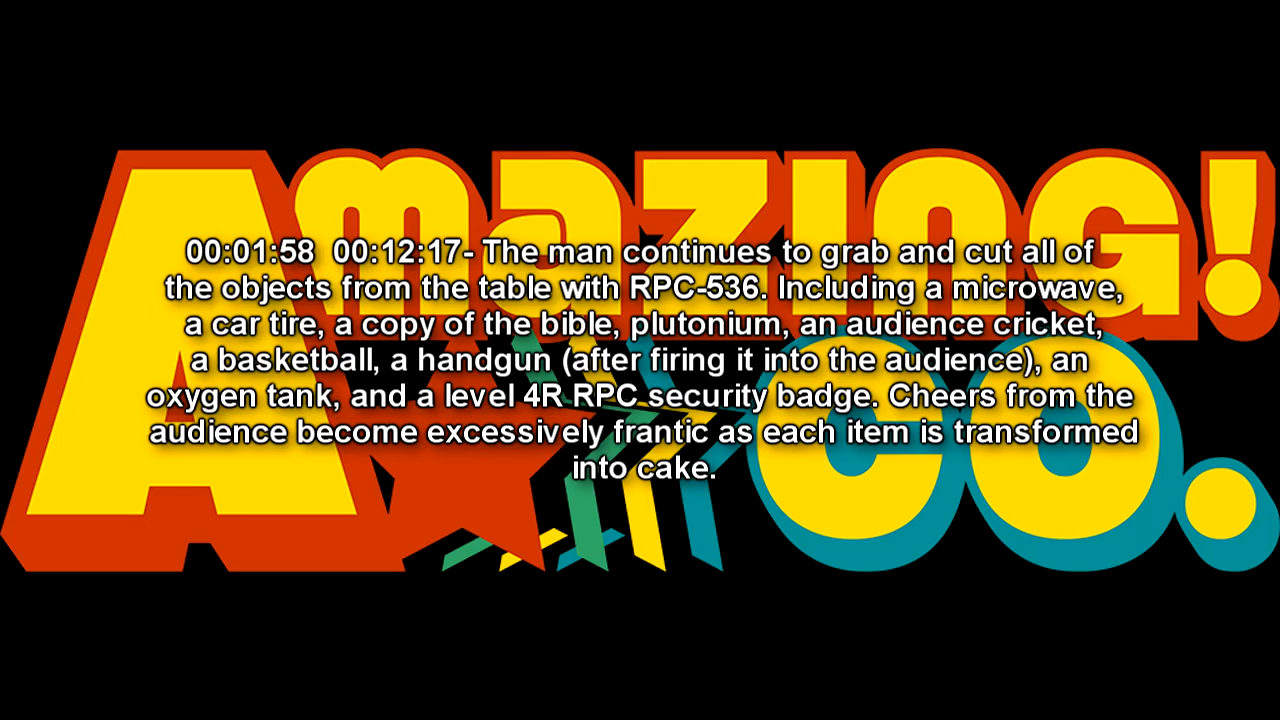 Amazing!
Co.
00:01:58  00:12:17- The man continues to grab and cut all of
the objects from the table with RPC-536. Including a microwave,
a car tire, a copy of the bible, plutonium, an audience cricket,
a basketball, a handgun (after firing it into the audience), an
oxygen tank, and a level 4R RPC security badge. Cheers from the
audience become excessively frantic as each item is transformed
into cake.